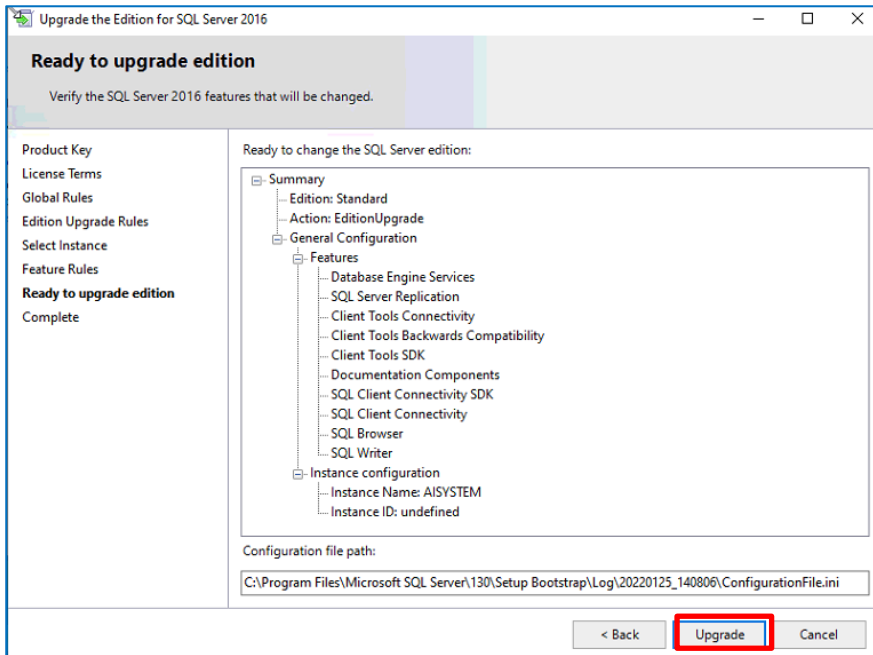 Upgrade the Edition for SQL Server 2016
Ready to upgrade edition
Verify the SQL Server 2016 features that will be changed.
Product Key
License Terms
Global Rules
Edition Upgrade Rules
Select Instance
Feature Rules
Ready to upgrade edition
Complete
Ready to change the SQL Server edition:
Summary
Edition: Standard
Action: EditionUpgrade
General Configuration
Features
Database Engine Services
SQL Server Replication
Client Tools Connectivity
Client Tools Backwards Compatibility
Client Tools SDK
Documentation Components
SQL Client Connectivity SDK
SQL Client Connectivity
SQL Browser
SQL Writer
Instance configuration
Instance Name: AISYSTEM
Instance ID: undefined
Configuration file path:
C:\Program Files\Microsoft SQL Server\130\Setup Bootstrap\Log\20220125_140806\ConfigurationFile.ini
< Back Upgrade Cancel